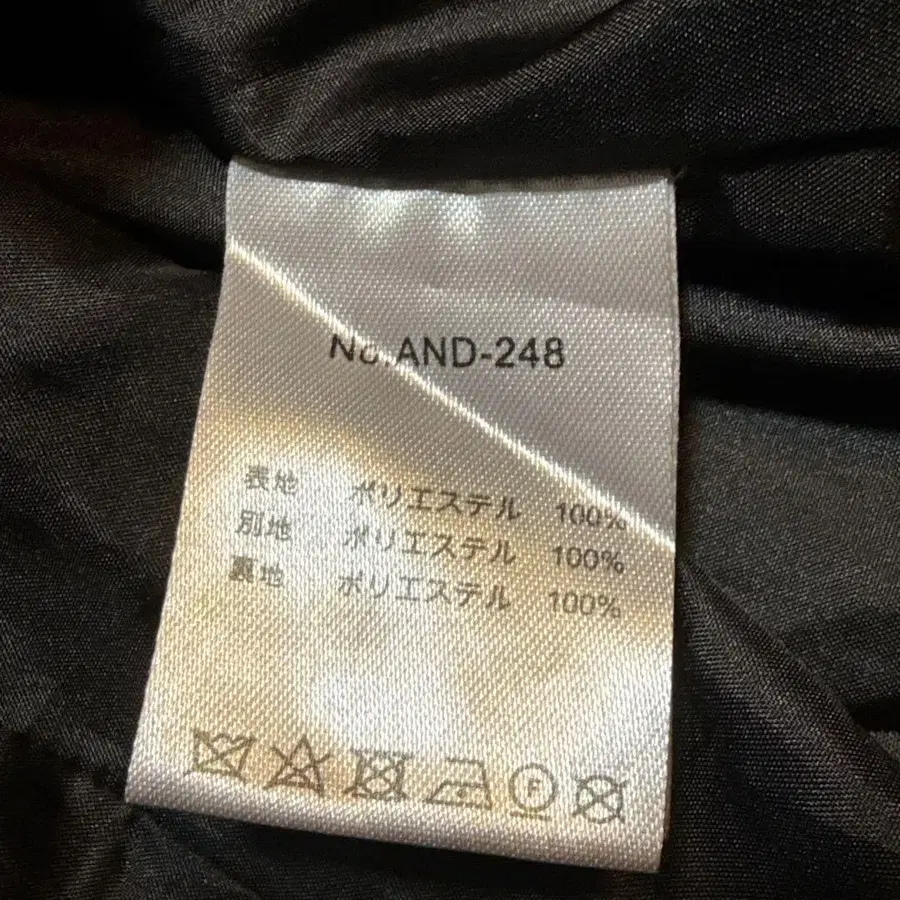 No.AND-248
表地 ポリエステル 100%
別地 ポリエステル 100%
裏地 ポリエステル 100%
F